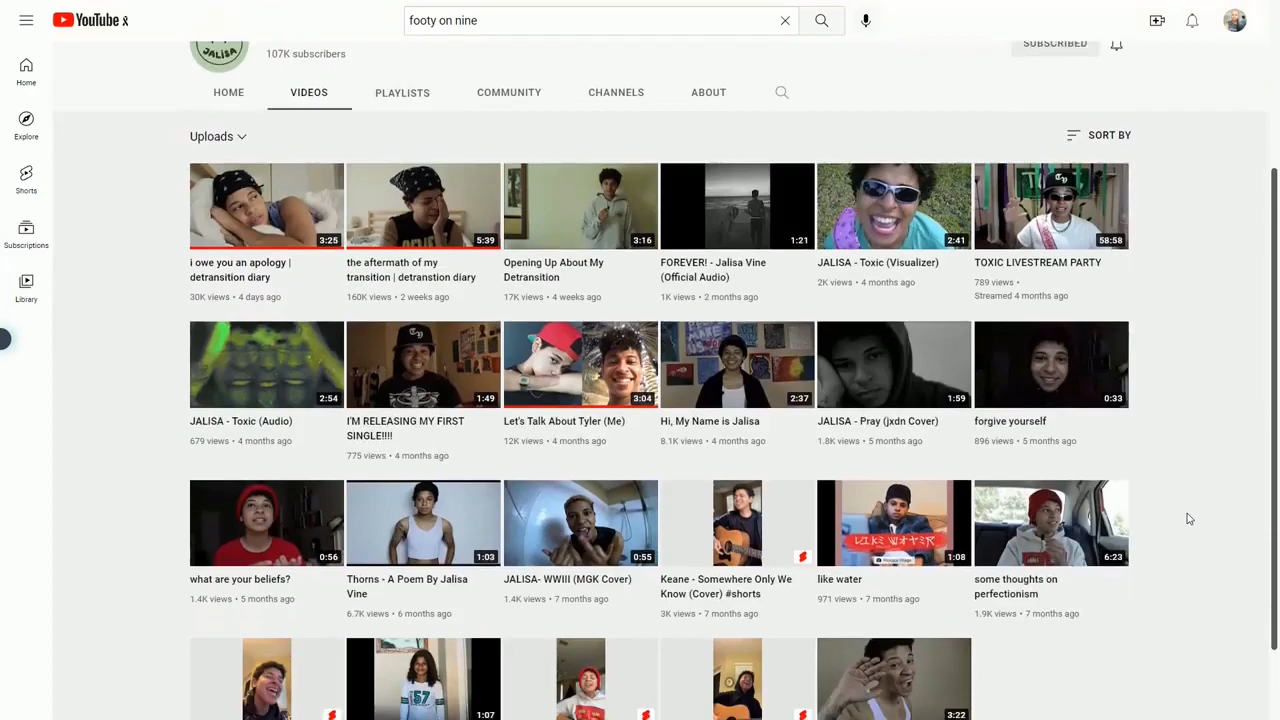 YouTube
footy on nine
JALISA
107K subscribers
SUBSCRIBED
Home
Explore
Shorts
Subscriptions
Library
HOME
VIDEOS
PLAYLISTS
COMMUNITY
CHANNELS
ABOUT
Uploads
SORT BY
3:25
5:39
3:16
1:21
2:41
58:58
i owe you an apology |
detransition diary
30K views • 4 days ago
the aftermath of my
transition | detranstion diary
160K views • 2 weeks ago
Opening Up About My
Detransition
17K views • 4 weeks ago
FOREVER! - Jalisa Vine
(Official Audio)
1K views • 2 months ago
JALISA - Toxic (Visualizer)
2K views • 4 months ago
TOXIC LIVESTREAM PARTY
789 views •
Streamed 4 months ago
2:54
1:49
3:04
2:37
1:59
0:33
JALISA - Toxic (Audio)
679 views • 4 months ago
I'M RELEASING MY FIRST
SINGLE!!!!
775 views • 4 months ago
Let's Talk About Tyler (Me)
12K views • 4 months ago
Hi, My Name is Jalisa
8.1K views • 4 months ago
JALISA - Pray (jxdn Cover)
1.8K views • 5 months ago
forgive yourself
896 views • 5 months ago
0:56
1:03
0:55
LIKE WATER
1:08
6:23
what are your beliefs?
1.4K views • 5 months ago
Thorns - A Poem By Jalisa
Vine
6.7K views • 6 months ago
JALISA- WWIII (MGK Cover)
1.4K views • 7 months ago
Keane - Somewhere Only We
Know (Cover) #shorts
3K views • 7 months ago
like water
971 views • 7 months ago
some thoughts on
perfectionism
1.9K views • 7 months ago
57
1:07
3:22